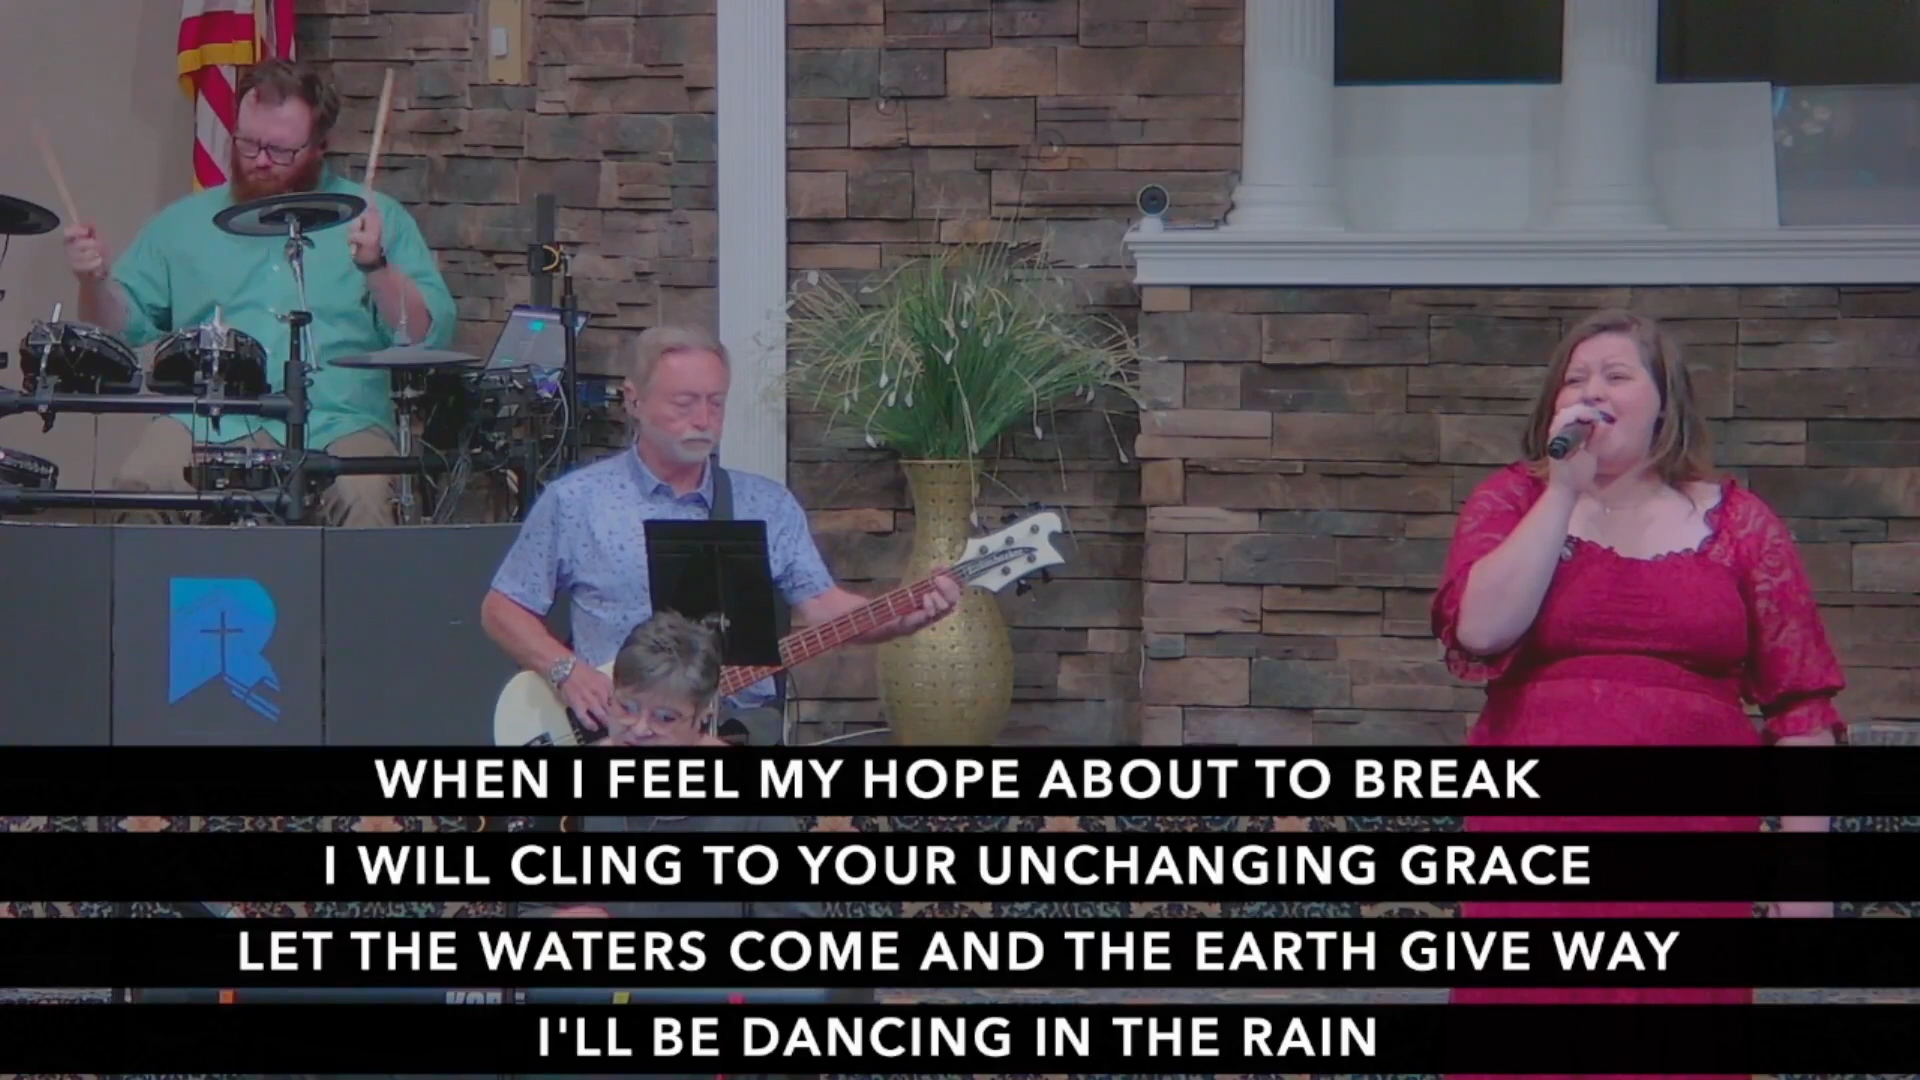 WHEN I FEEL MY HOPE ABOUT TO BREAK
I WILL CLING TO YOUR UNCHANGING GRACE
LET THE WATERS COME AND THE EARTH GIVE WAY
I'LL BE DANCING IN THE RAIN